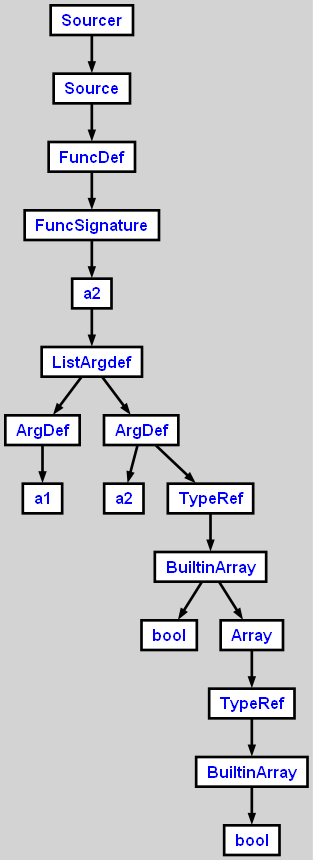 Sourcer
Source
FuncDef
FuncSignature
a2
ListArgdef
ArgDef
ArgDef
a1
a2
TypeRef
BuiltinArray
bool
Array
TypeRef
BuiltinArray
bool